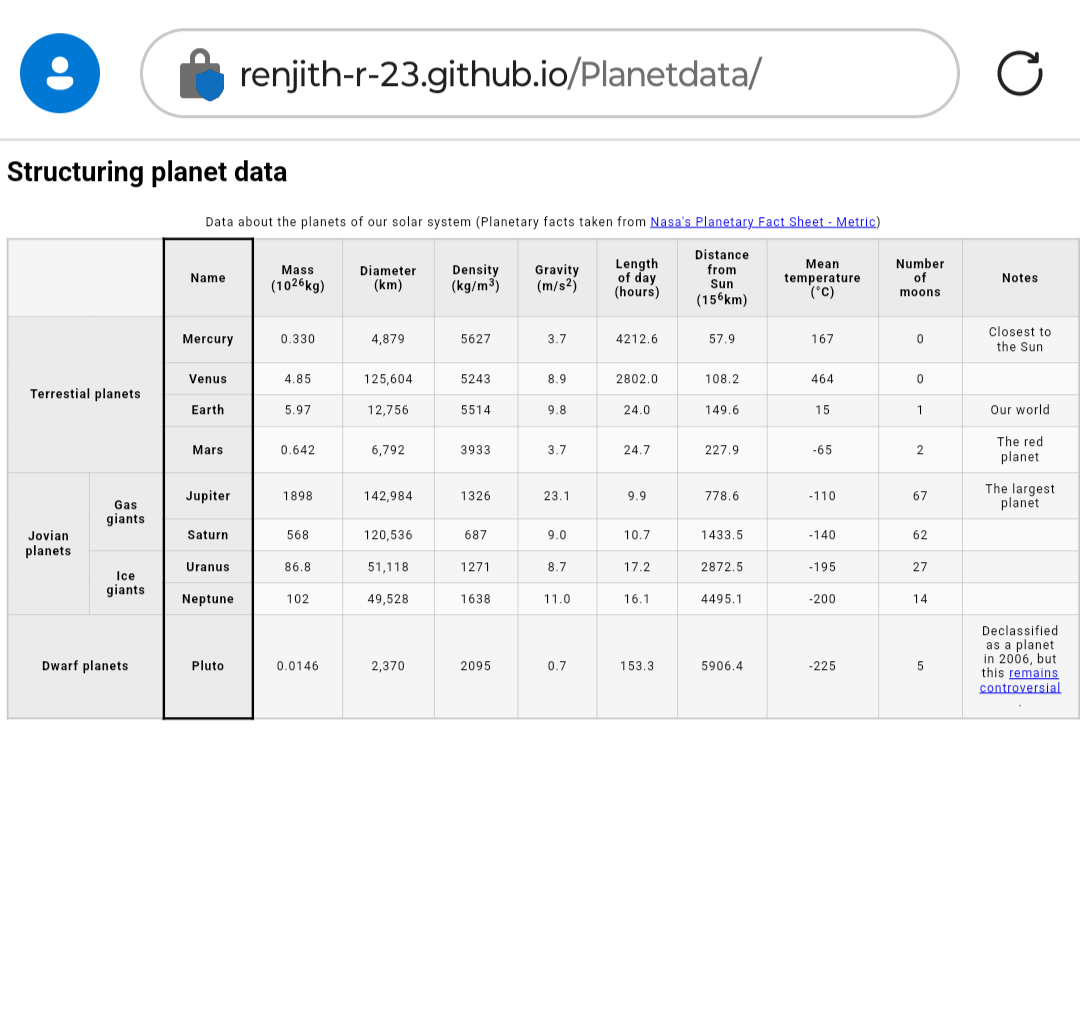 renjith-r-23.github.io/Planetdata/
Structuring planet data
Data about the planets of our solar system (Planetary facts taken from Nasa's Planetary Fact Sheet - Metric)
Name
Mass
(10²⁶kg)
Diameter
(km)
Density
(kg/m³)
Gravity
(m/s²)
Length
of day
(hours)
Distance
from
Sun
(15⁶km)
Mean
temperature
(°C)
Number
of
moons
Notes
Terrestial planets
Mercury 0.330 4,879 5627 3.7 4212.6 57.9 167 0
Closest to
the Sun
Venus 4.85 125,604 5243 8.9 2802.0 108.2 464 0
Earth 5.97 12,756 5514 9.8 24.0 149.6 15 1 Our world
Mars 0.642 6,792 3933 3.7 24.7 227.9 -65 2
The red
planet
Jovian
planets
Gas
giants
Jupiter 1898 142,984 1326 23.1 9.9 778.6 -110 67
The largest
planet
Saturn 568 120,536 687 9.0 10.7 1433.5 -140 62
Ice
giants
Uranus 86.8 51,118 1271 8.7 17.2 2872.5 -195 27
Neptune 102 49,528 1638 11.0 16.1 4495.1 -200 14
Dwarf planets
Pluto 0.0146 2,370 2095 0.7 153.3 5906.4 -225 5
Declassified
as a planet
in 2006, but
this remains
controversial
.